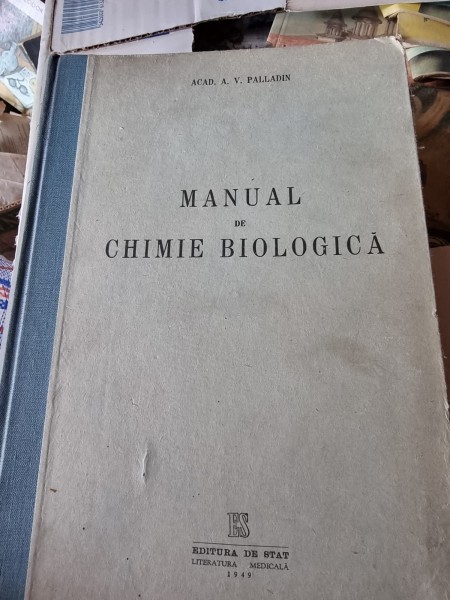 ACAD. A. V. PALLADIN
MANUAL
DE
CHIMIE BIOLOGICĂ
ES
EDITURA DE STAT
LITERATURA MEDICALĂ
1949